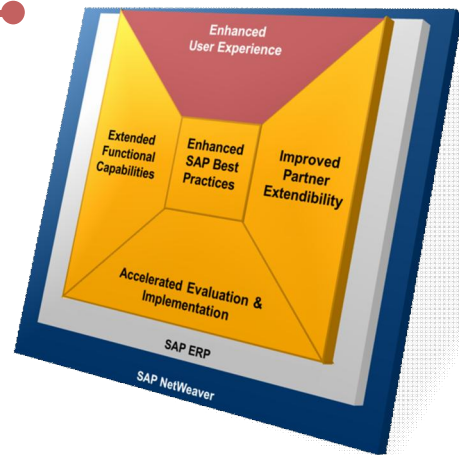 Enhanced
User Experience
Extended
Functional
Capabilities
Enhanced
SAP Best
Practices
Improved
Partner
Extendibility
Accelerated Evaluation &
Implementation
SAP ERP
SAP NetWeaver